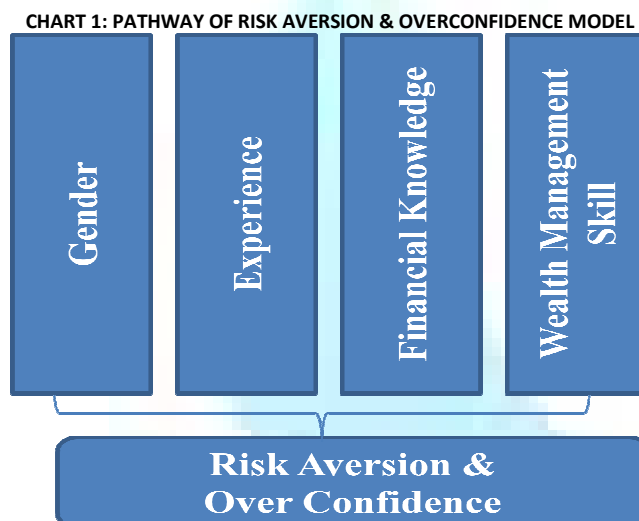 CHART 1: PATHWAY OF RISK AVERSION & OVERCONFIDENCE MODEL
Gender
Experience
Financial Knowledge
Wealth Management
Skill
Risk Aversion &
Over Confidence